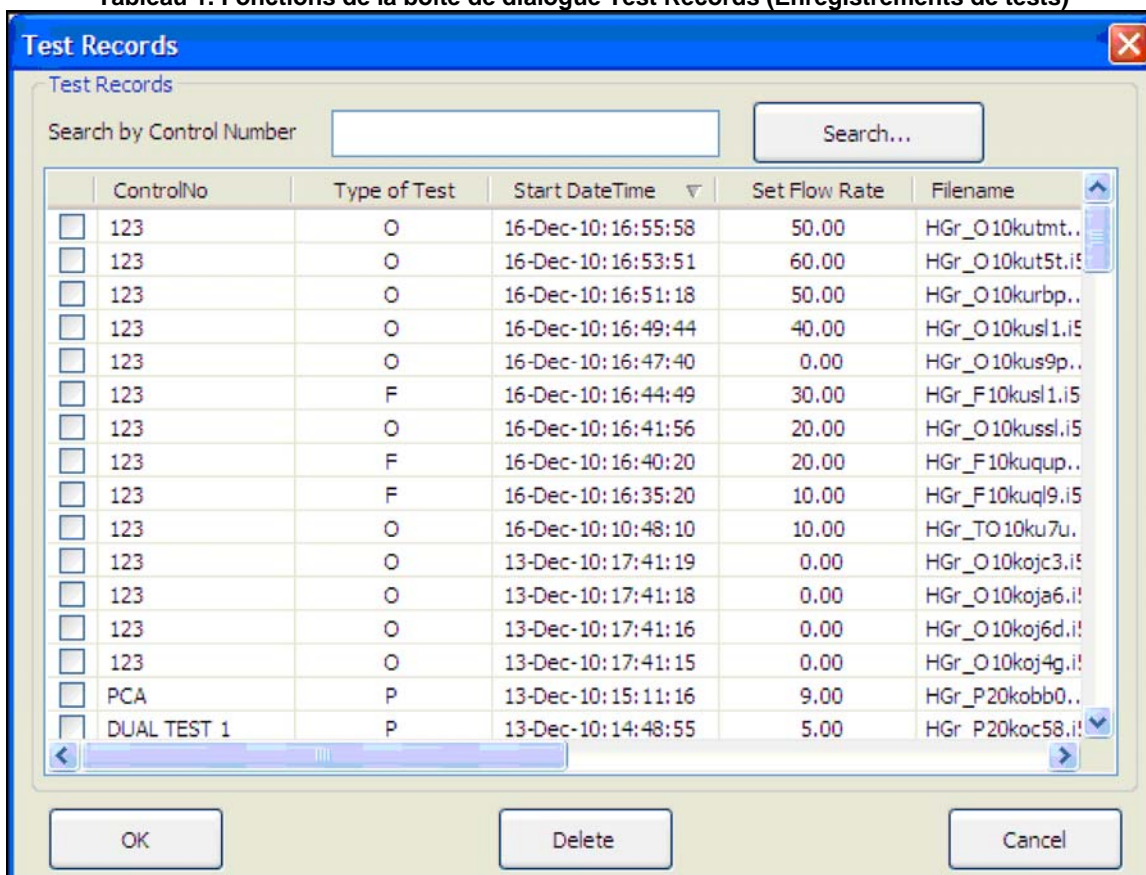 Tableau 1. Fonctions de la boîte de dialogue Test Records (Enregistrements de tests)
Test Records
Test Records
Search by Control Number Search...
ControlNo Type of Test Start DateTime Set Flow Rate Filename
123 O 16-Dec-10:16:55:58 50.00 HGr_O10kutmt..
123 O 16-Dec-10:16:53:51 60.00 HGr_O10kut5t.i5
123 O 16-Dec-10:16:51:18 50.00 HGr_O10kurbp..
123 O 16-Dec-10:16:49:44 40.00 HGr_O10kusl1.i5
123 O 16-Dec-10:16:47:40 0.00 HGr_O10kus9p..
123 F 16-Dec-10:16:44:49 30.00 HGr_F10kusl1.i5
123 O 16-Dec-10:16:41:56 20.00 HGr_O10kussl.i5
123 F 16-Dec-10:16:40:20 20.00 HGr_F10kuqup..
123 F 16-Dec-10:16:35:20 10.00 HGr_F10kuql9.i5
123 O 16-Dec-10:10:48:10 10.00 HGr_TO10ku7u.
123 O 13-Dec-10:17:41:19 0.00 HGr_O10kojc3.i5
123 O 13-Dec-10:17:41:18 0.00 HGr_O10koja6.i5
123 O 13-Dec-10:17:41:16 0.00 HGr_O10koj6d.i5
123 O 13-Dec-10:17:41:15 0.00 HGr_O10koj4g.i5
PCA P 13-Dec-10:15:11:16 9.00 HGr_P20kobb0..
DUAL TEST 1 P 13-Dec-10:14:48:55 5.00 HGr_P20koc58.i5
OK Delete Cancel